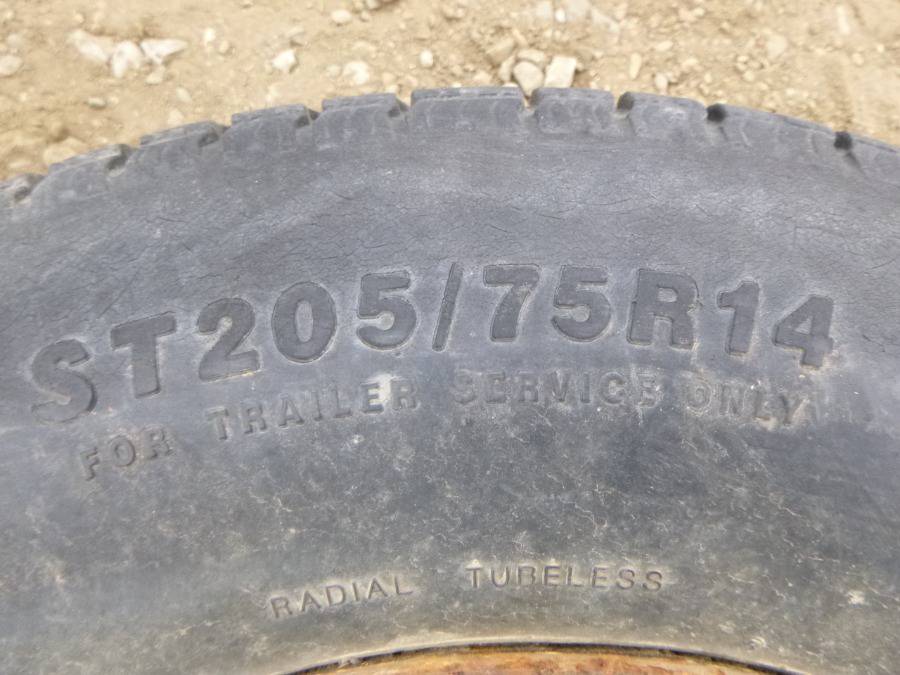 ST205/75R14
FOR TRAILER SERVICE ONLY
RADIAL TUBELESS